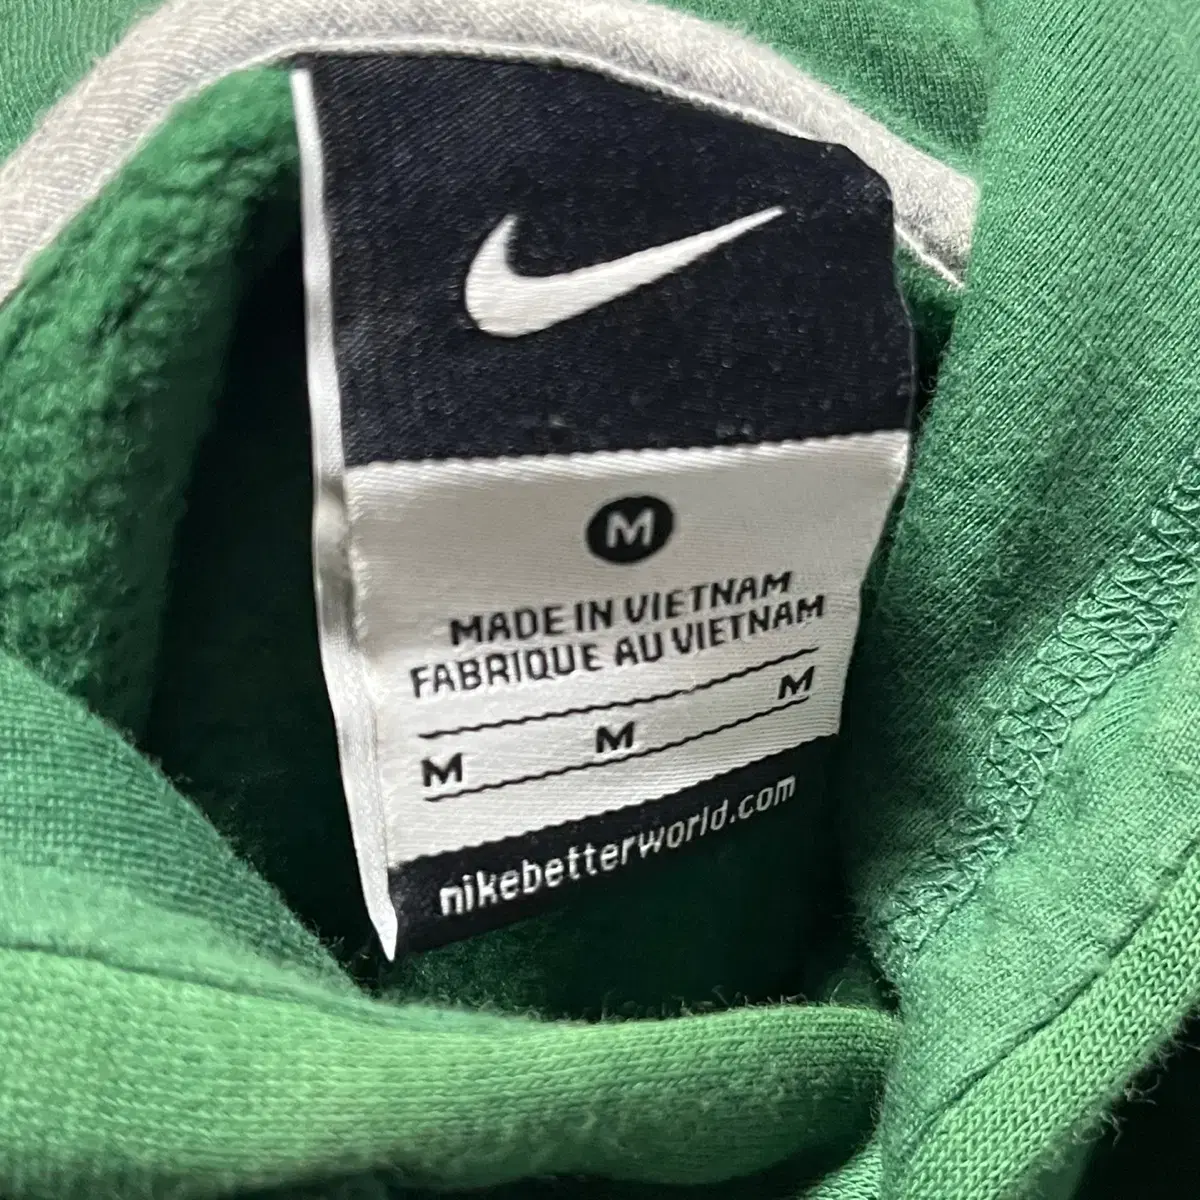 M
MADE IN VIETNAM
FABRIQUE AU VIETNAM
M M M
nikebetterworld.com